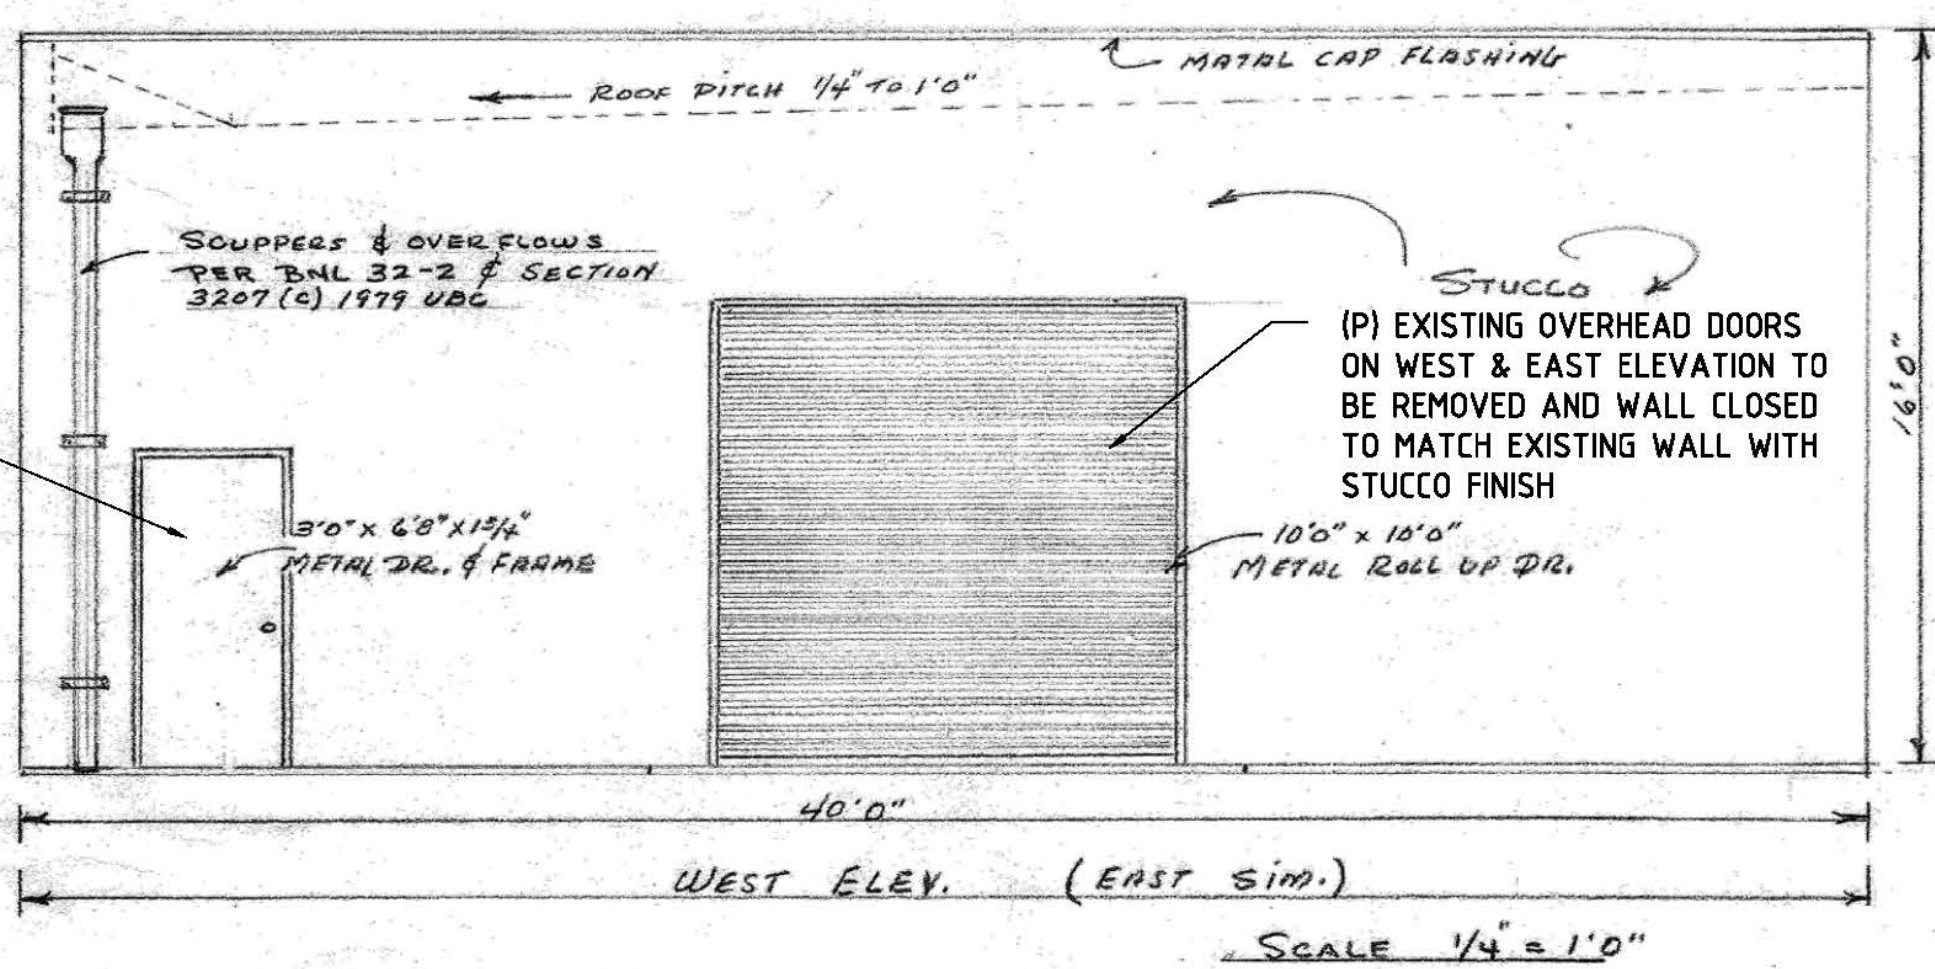 MATAL CAP FLASHING
ROOF PITCH 1/4" TO 1'0"
SCUPPERS & OVERFLOWS
PER BNL 32-2 & SECTION
3207 (C) 1979 UBC
STUCCO
(P) EXISTING OVERHEAD DOORS
ON WEST & EAST ELEVATION TO
BE REMOVED AND WALL CLOSED
TO MATCH EXISTING WALL WITH
STUCCO FINISH
16'0"
3'0" x 6'8" x 1 3/4"
METAL DR. & FRAME
10'0" x 10'0"
METAL ROLL UP DR.
40'0"
WEST ELEV. (EAST SIM.)
SCALE 1/4" = 1'0"